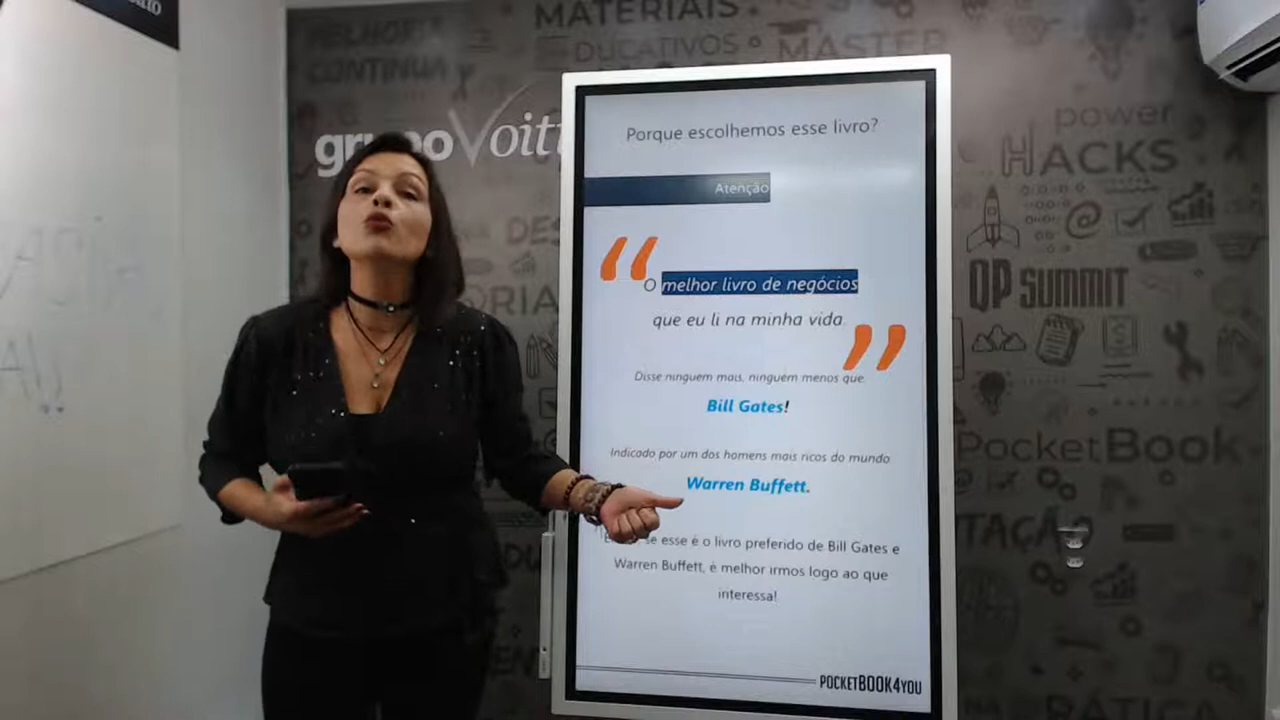 MELHORIA
CONTINUA
MATERIAIS
DUCATIVOS
MASTER
grupo Voitt
power
HACKS
QP SUMMIT
PocketBook
PRÁTICA
Porque escolhemos esse livro?
Atenção
“O melhor livro de negócios
que eu li na minha vida.”
Disse ninguém mais, ninguém menos que
Bill Gates!
Indicado por um dos homens mais ricos do mundo
Warren Buffett.
se esse é o livro preferido de Bill Gates e
Warren Buffett, é melhor irmos logo ao que
interessa!
POCKETBOOK4YOU